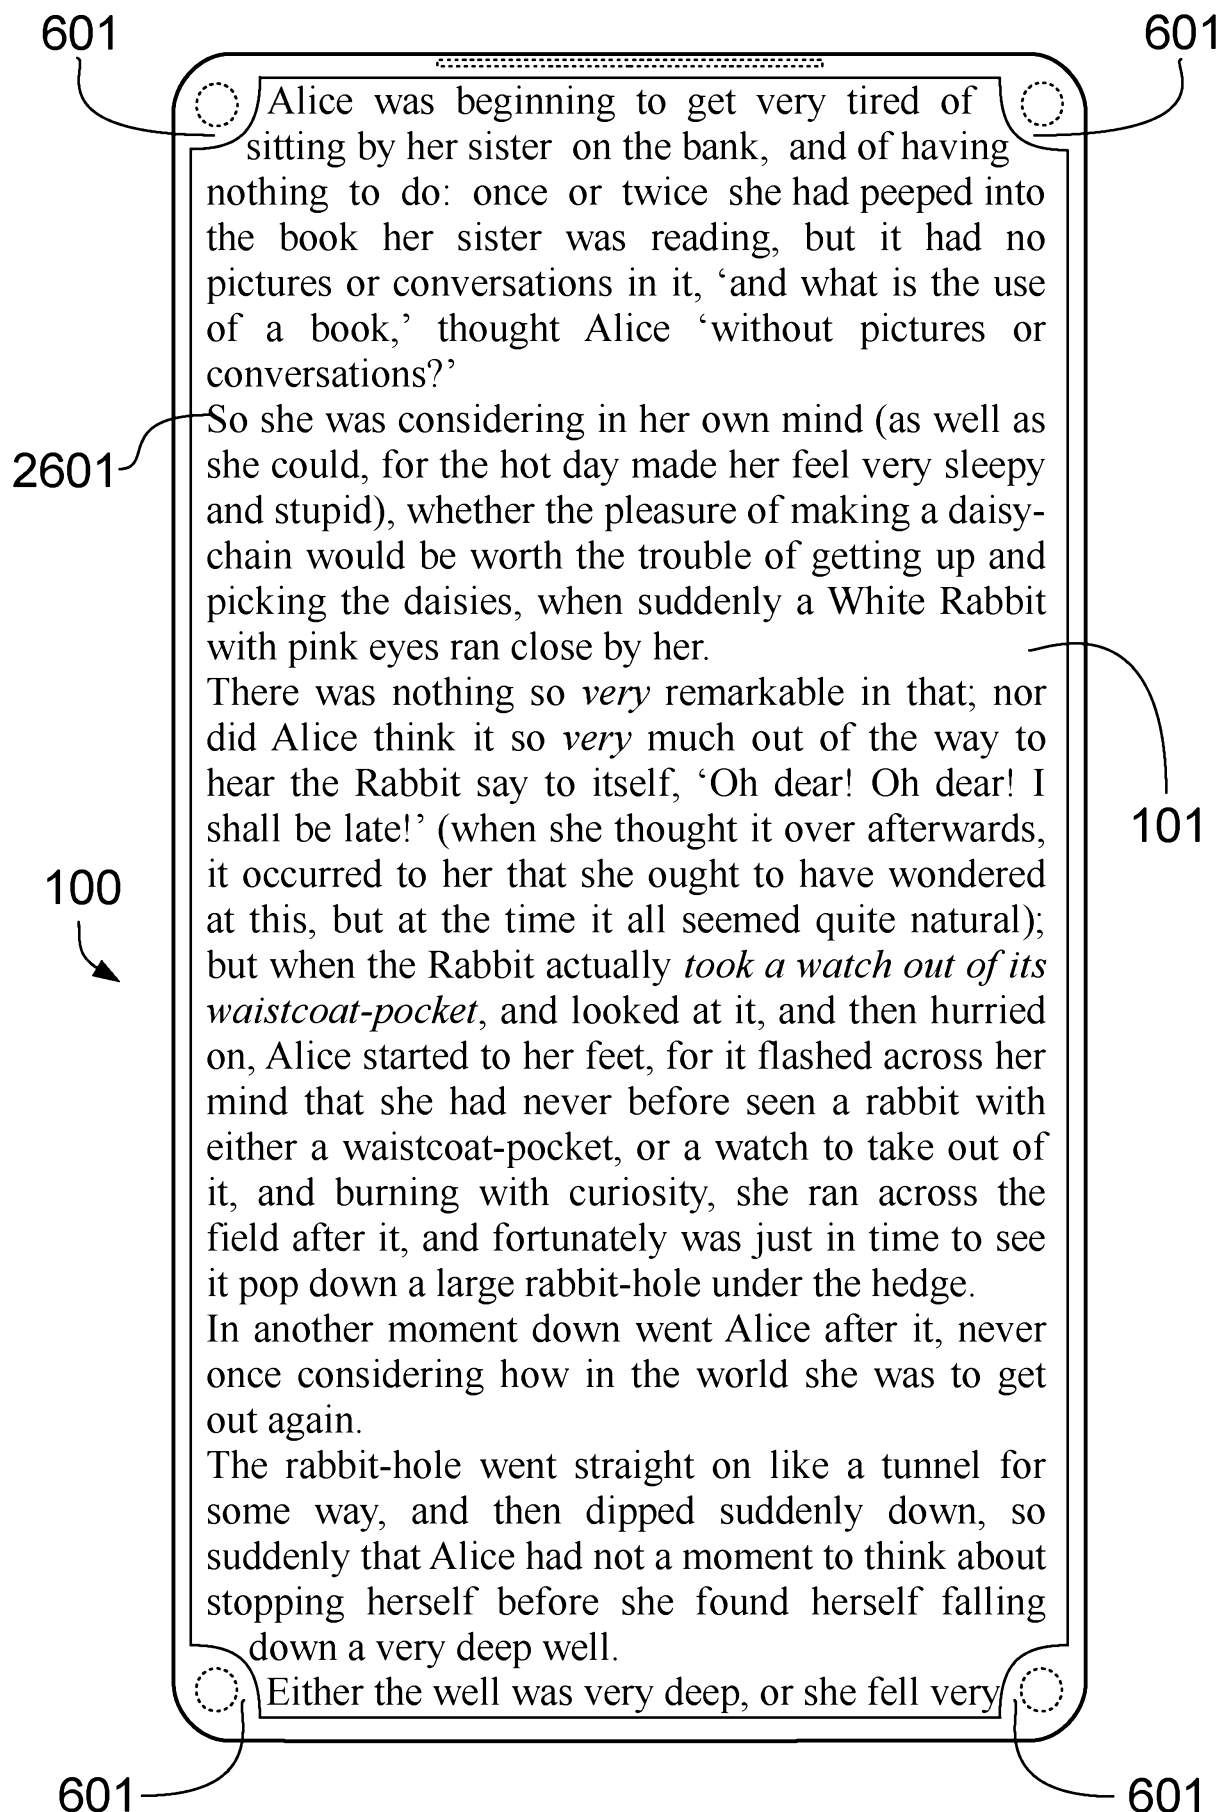 601
601
Alice was beginning to get very tired of
sitting by her sister on the bank, and of having
nothing to do: once or twice she had peeped into
the book her sister was reading, but it had no
pictures or conversations in it, ‘and what is the use
of a book,’ thought Alice ‘without pictures or
conversations?’
So she was considering in her own mind (as well as
2601
she could, for the hot day made her feel very sleepy
and stupid), whether the pleasure of making a daisy-
chain would be worth the trouble of getting up and
picking the daisies, when suddenly a White Rabbit
with pink eyes ran close by her.
There was nothing so very remarkable in that; nor
did Alice think it so very much out of the way to
hear the Rabbit say to itself, ‘Oh dear! Oh dear! I
shall be late!’ (when she thought it over afterwards,
101
it occurred to her that she ought to have wondered
100
at this, but at the time it all seemed quite natural);
but when the Rabbit actually took a watch out of its
waistcoat-pocket, and looked at it, and then hurried
on, Alice started to her feet, for it flashed across her
mind that she had never before seen a rabbit with
either a waistcoat-pocket, or a watch to take out of
it, and burning with curiosity, she ran across the
field after it, and fortunately was just in time to see
it pop down a large rabbit-hole under the hedge.
In another moment down went Alice after it, never
once considering how in the world she was to get
out again.
The rabbit-hole went straight on like a tunnel for
some way, and then dipped suddenly down, so
suddenly that Alice had not a moment to think about
stopping herself before she found herself falling
down a very deep well.
Either the well was very deep, or she fell very
601
601